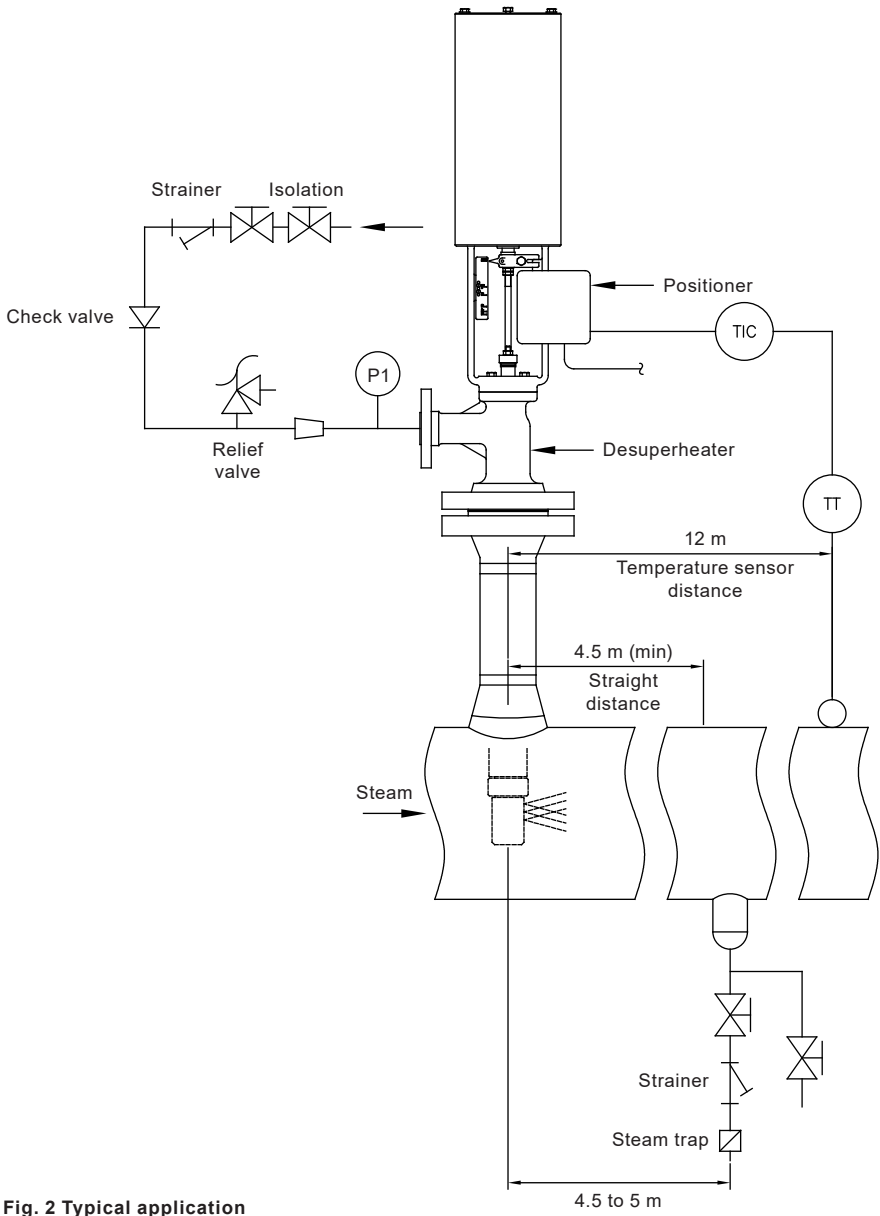 Strainer
Isolation
Check valve
Positioner
TIC
P1
Relief
valve
Desuperheater
TT
12 m
Temperature sensor
distance
4.5 m (min)
Straight
distance
Steam
Strainer
Steam trap
4.5 to 5 m
Fig. 2 Typical application